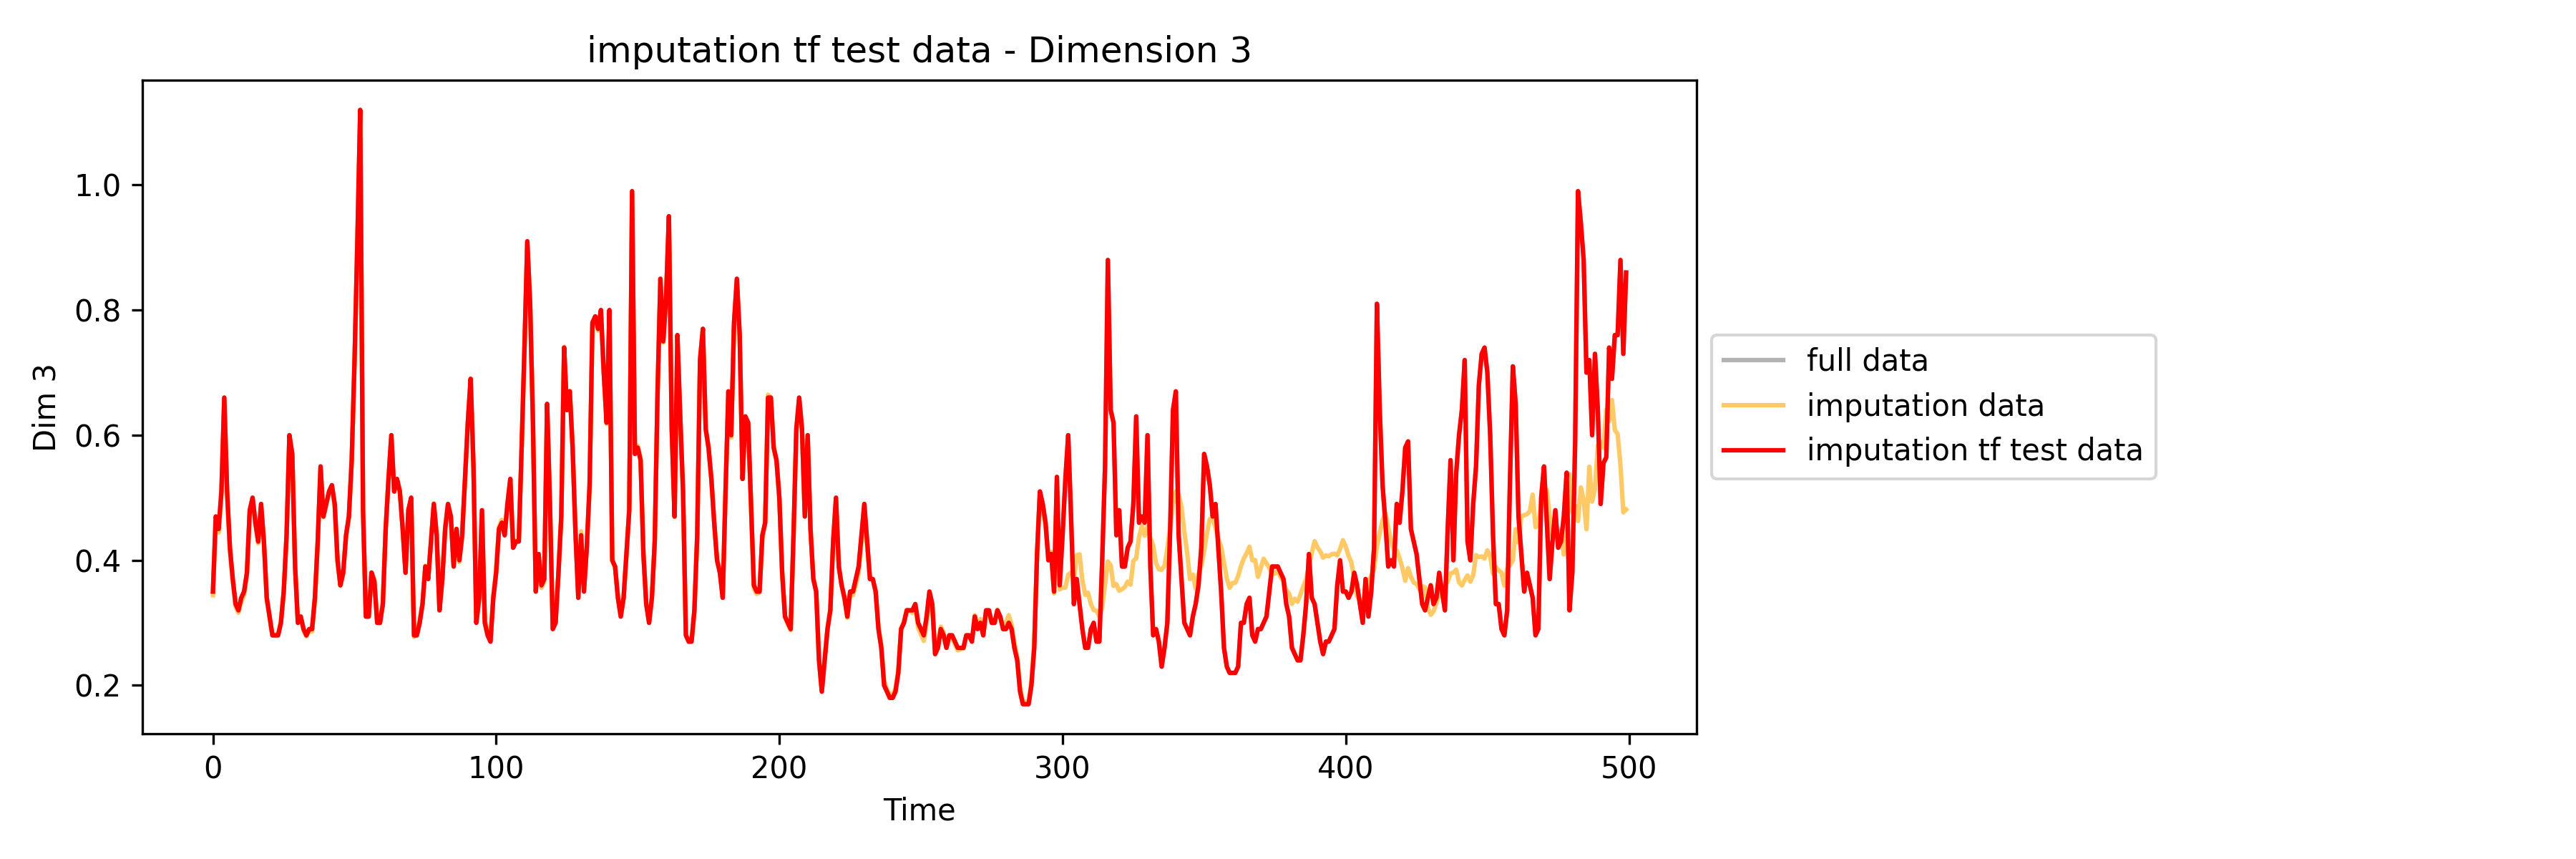 imputation tf test data - Dimension 3
Dim 3
1.0
0.8
0.6
0.4
0.2
0
100
200
300
400
500
Time
full data
imputation data
imputation tf test data